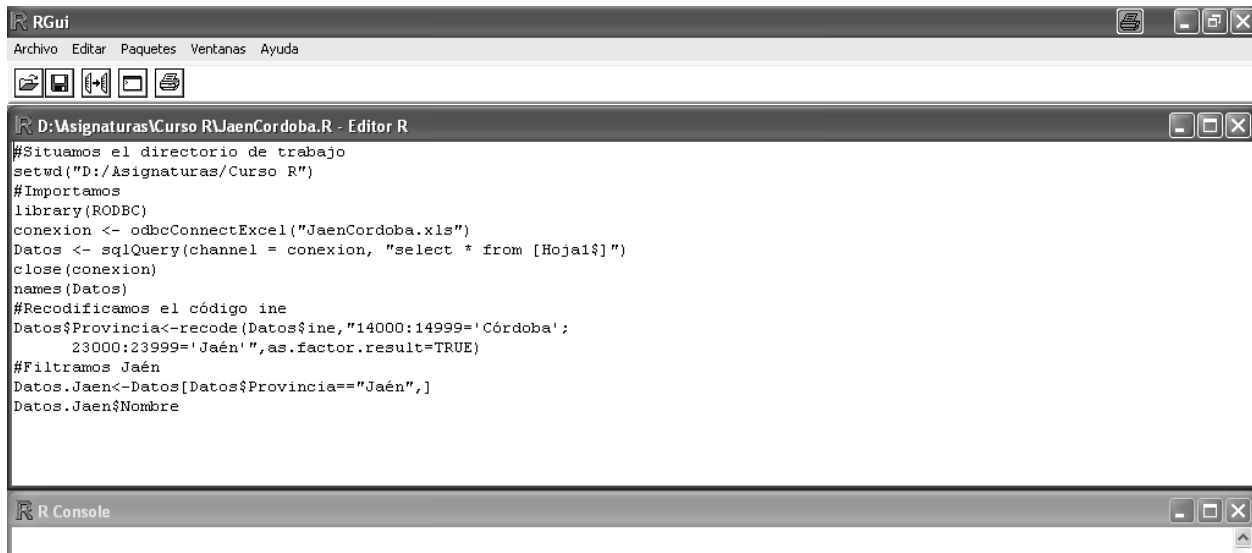 RGui
Archivo Editar Paquetes Ventanas Ayuda
D:\Asignaturas\Curso R\JaenCordoba.R - Editor R
#Situamos el directorio de trabajo
setwd("D:/Asignaturas/Curso R")
#Importamos
library(RODBC)
conexion <- odbcConnectExcel("JaenCordoba.xls")
Datos <- sqlQuery(channel = conexion, "select * from [Hoja1$]")
close(conexion)
names(Datos)
#Recodificamos el código ine
Datos$Provincia<-recode(Datos$ine,"14000:14999='Córdoba';
23000:23999='Jaén'",as.factor.result=TRUE)
#Filtramos Jaén
Datos.Jaen<-Datos[Datos$Provincia=="Jaén",]
Datos.Jaen$Nombre
R Console